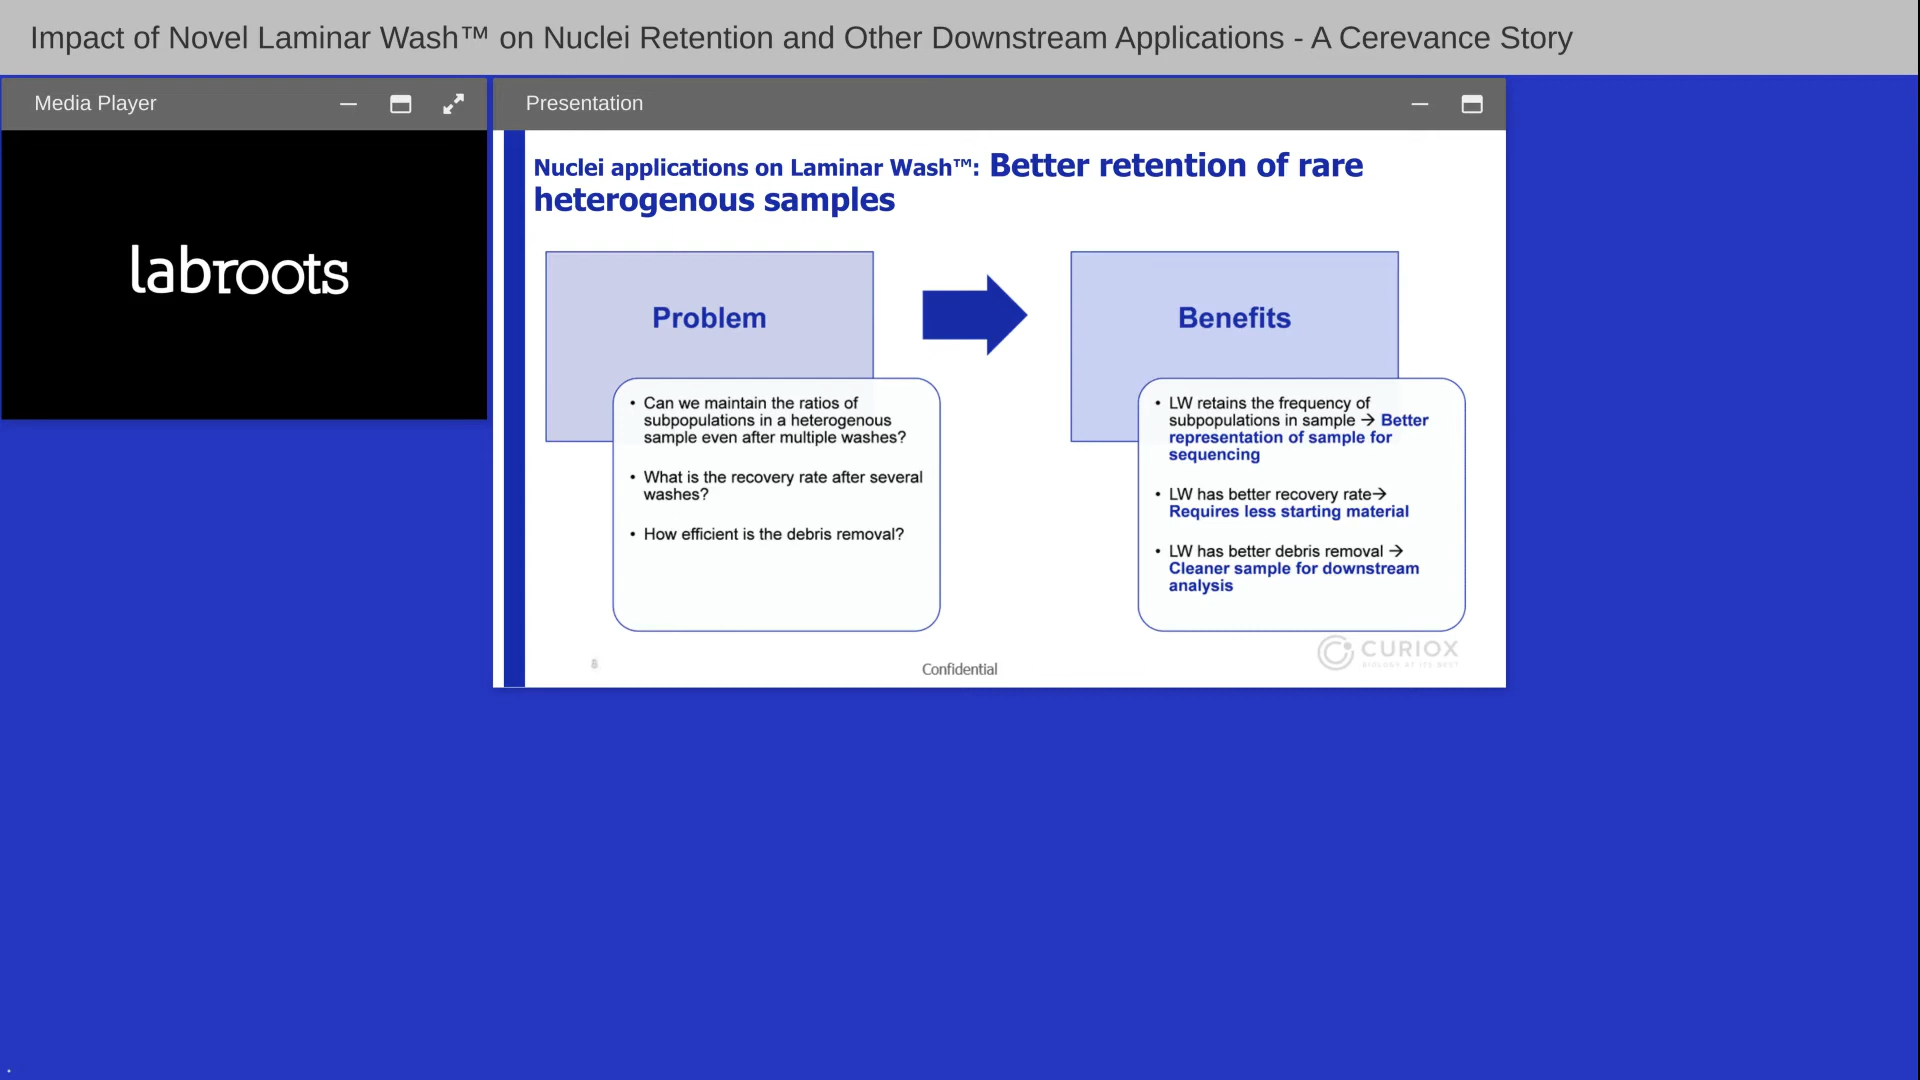 Impact of Novel Laminar Wash™ on Nuclei Retention and Other Downstream Applications - A Cerevance Story
Media Player
labroots
Presentation
Nuclei applications on Laminar Wash™: Better retention of rare
heterogenous samples
Problem
• Can we maintain the ratios of
subpopulations in a heterogenous
sample even after multiple washes?
• What is the recovery rate after several
washes?
• How efficient is the debris removal?
Benefits
• LW retains the frequency of
subpopulations in sample → Better
representation of sample for
sequencing
• LW has better recovery rate→
Requires less starting material
• LW has better debris removal →
Cleaner sample for downstream
analysis
Confidential
CURIOX
BIOLOGY AT ITS BEST